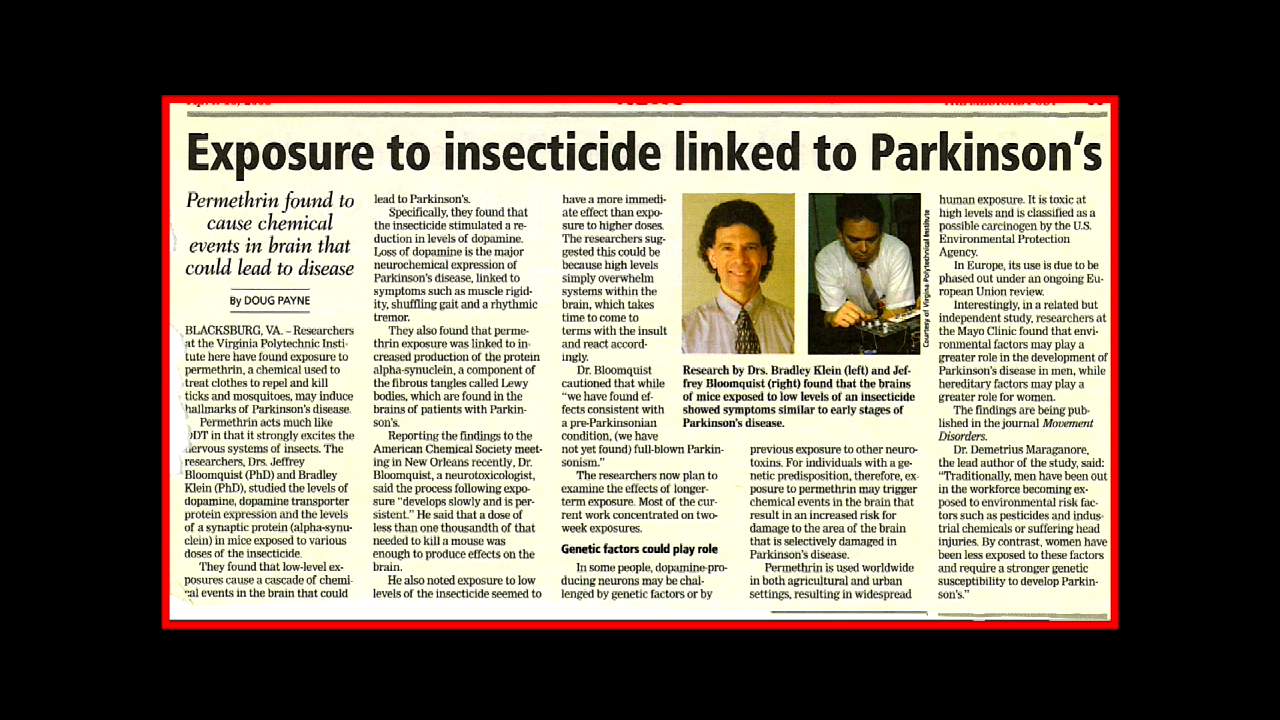 Exposure to insecticide linked to Parkinson's
Permethrin found to
cause chemical
events in brain that
could lead to disease
By DOUG PAYNE
BLACKSBURG, VA. – Researchers
at the Virginia Polytechnic Insti-
tute here have found exposure to
permethrin, a chemical used to
treat clothes to repel and kill
ticks and mosquitoes, may induce
hallmarks of Parkinson's disease.
Permethrin acts much like
DDT in that it strongly excites the
nervous systems of insects. The
researchers, Drs. Jeffrey
Bloomquist (PhD) and Bradley
Klein (PhD), studied the levels of
dopamine, dopamine transporter
protein expression and the levels
of a synaptic protein (alpha-synu-
clein) in mice exposed to various
doses of the insecticide.
They found that low-level ex-
posures cause a cascade of chemi-
cal events in the brain that could
lead to Parkinson's.
Specifically, they found that
the insecticide stimulated a re-
duction in levels of dopamine.
Loss of dopamine is the major
neurochemical expression of
Parkinson's disease, linked to
symptoms such as muscle rigid-
ity, shuffling gait and a rhythmic
tremor.
They also found that perme-
thrin exposure was linked to in-
creased production of the protein
alpha-synuclein, a component of
the fibrous tangles called Lewy
bodies, which are found in the
brains of patients with Parkin-
son's.
Reporting the findings to the
American Chemical Society meet-
ing in New Orleans recently, Dr.
Bloomquist, a neurotoxicologist,
said the process following expo-
sure "develops slowly and is per-
sistent." He said that a dose of
less than one thousandth of that
needed to kill a mouse was
enough to produce effects on the
brain.
He also noted exposure to low
levels of the insecticide seemed to
have a more immedi-
ate effect than expo-
sure to higher doses.
The researchers sug-
gested this could be
because high levels
simply overwhelm
systems within the
brain, which takes
time to come to
terms with the insult
and react accord-
ingly.
Dr. Bloomquist
cautioned that while
"we have found ef-
fects consistent with
a pre-Parkinsonian
condition, (we have
not yet found) full-blown Parkin-
sonism."
The researchers now plan to
examine the effects of longer-
term exposure. Most of the cur-
rent work concentrated on two-
week exposures.
Genetic factors could play role
In some people, dopamine-pro-
ducing neurons may be chal-
lenged by genetic factors or by
Courtesy of Virginia Polytechnical Institute
Research by Drs. Bradley Klein (left) and Jef-
frey Bloomquist (right) found that the brains
of mice exposed to low levels of an insecticide
showed symptoms similar to early stages of
Parkinson's disease.
previous exposure to other neuro-
toxins. For individuals with a ge-
netic predisposition, therefore, ex-
posure to permethrin may trigger
chemical events in the brain that
result in an increased risk for
damage to the area of the brain
that is selectively damaged in
Parkinson's disease.
Permethrin is used worldwide
in both agricultural and urban
settings, resulting in widespread
human exposure. It is toxic at
high levels and is classified as a
possible carcinogen by the U.S.
Environmental Protection
Agency.
In Europe, its use is due to be
phased out under an ongoing Eu-
ropean Union review.
Interestingly, in a related but
independent study, researchers at
the Mayo Clinic found that envi-
ronmental factors may play a
greater role in the development of
Parkinson's disease in men, while
hereditary factors may play a
greater role for women.
The findings are being pub-
lished in the journal Movement
Disorders.
Dr. Demetrius Maraganore,
the lead author of the study, said:
"Traditionally, men have been out
in the workforce becoming ex-
posed to environmental risk fac-
tors such as pesticides and indus-
trial chemicals or suffering head
injuries. By contrast, women have
been less exposed to these factors
and require a stronger genetic
susceptibility to develop Parkin-
son's."